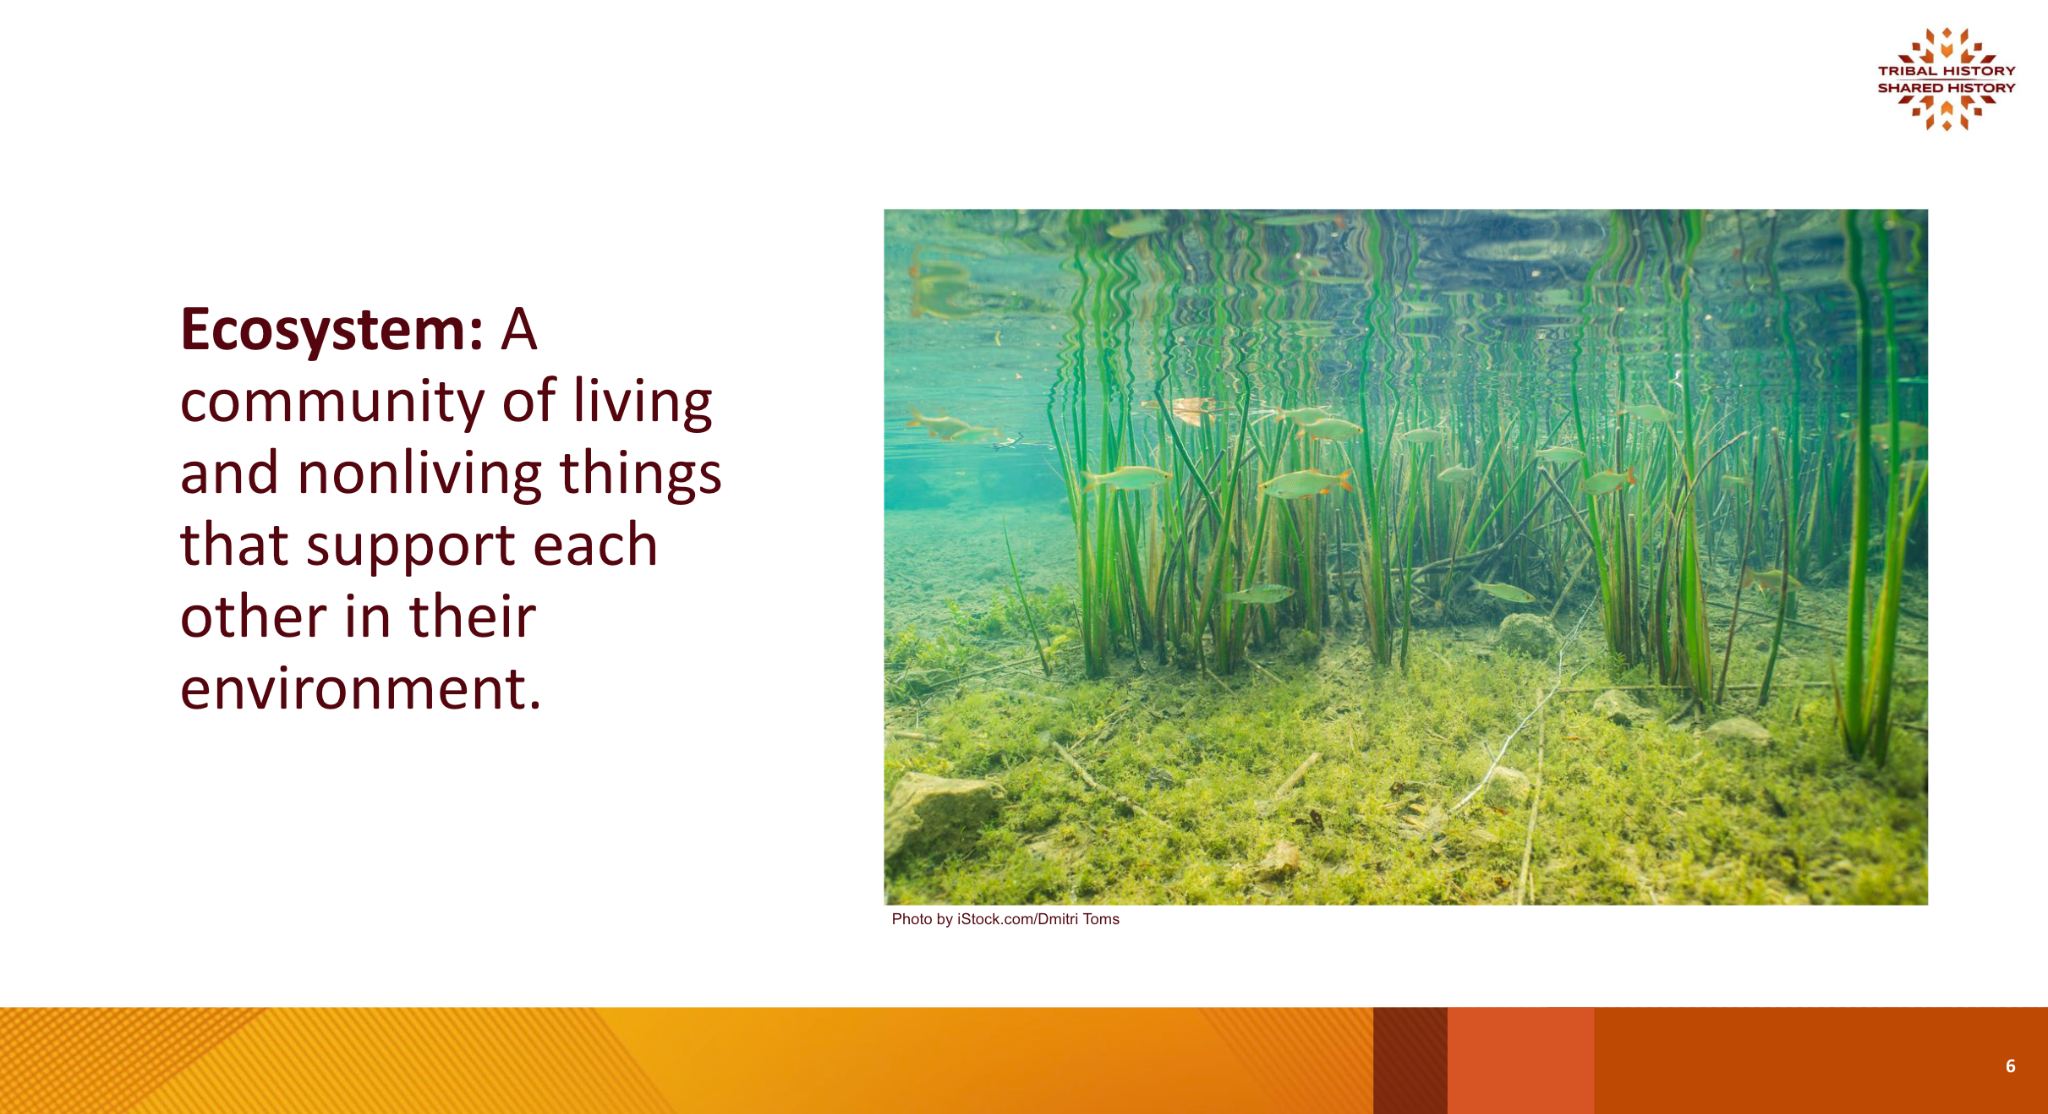 TRIBAL HISTORY
SHARED HISTORY
Ecosystem: A
community of living
and nonliving things
that support each
other in their
environment.
Photo by iStock.com/Dmitri Toms
6